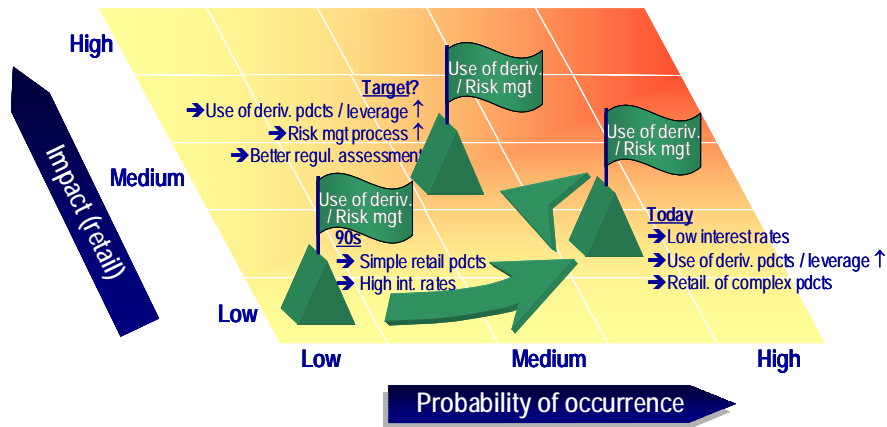 High
Use of deriv.
/ Risk mgt
Target?
➔Use of deriv. pdcts / leverage ↑
➔Risk mgt process ↑
➔Better regul. assessment
Use of deriv.
/ Risk mgt
Impact (retail)
Medium
Use of deriv.
/ Risk mgt
90s
➔ Simple retail pdcts
➔ High int. rates
Today
➔Low interest rates
➔Use of deriv. pdcts / leverage ↑
➔Retail. of complex pdcts
Low
Low
Medium
High
Probability of occurrence